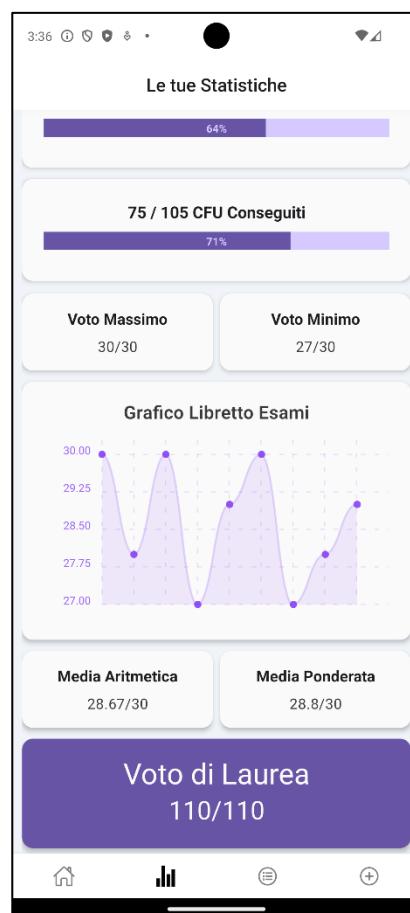 3:36
Le tue Statistiche
64%
75 / 105 CFU Conseguiti
71%
Voto Massimo
30/30
Voto Minimo
27/30
Grafico Libretto Esami
30.00
29.25
28.50
27.75
27.00
Media Aritmetica
28.67/30
Media Ponderata
28.8/30
Voto di Laurea
110/110